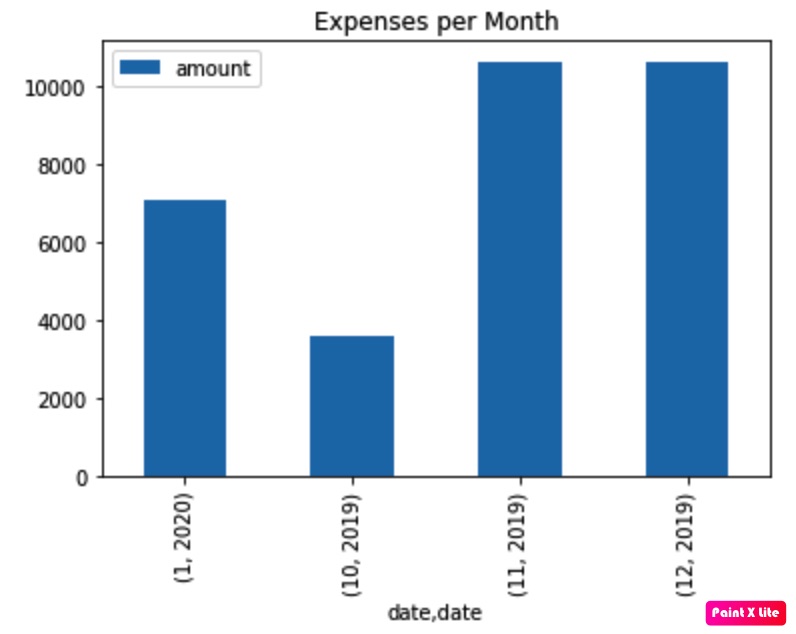 Expenses per Month
amount
10000
8000
6000
4000
2000
0
(1, 2020)
(10, 2019)
(11, 2019)
(12, 2019)
date,date
Paint X Lite